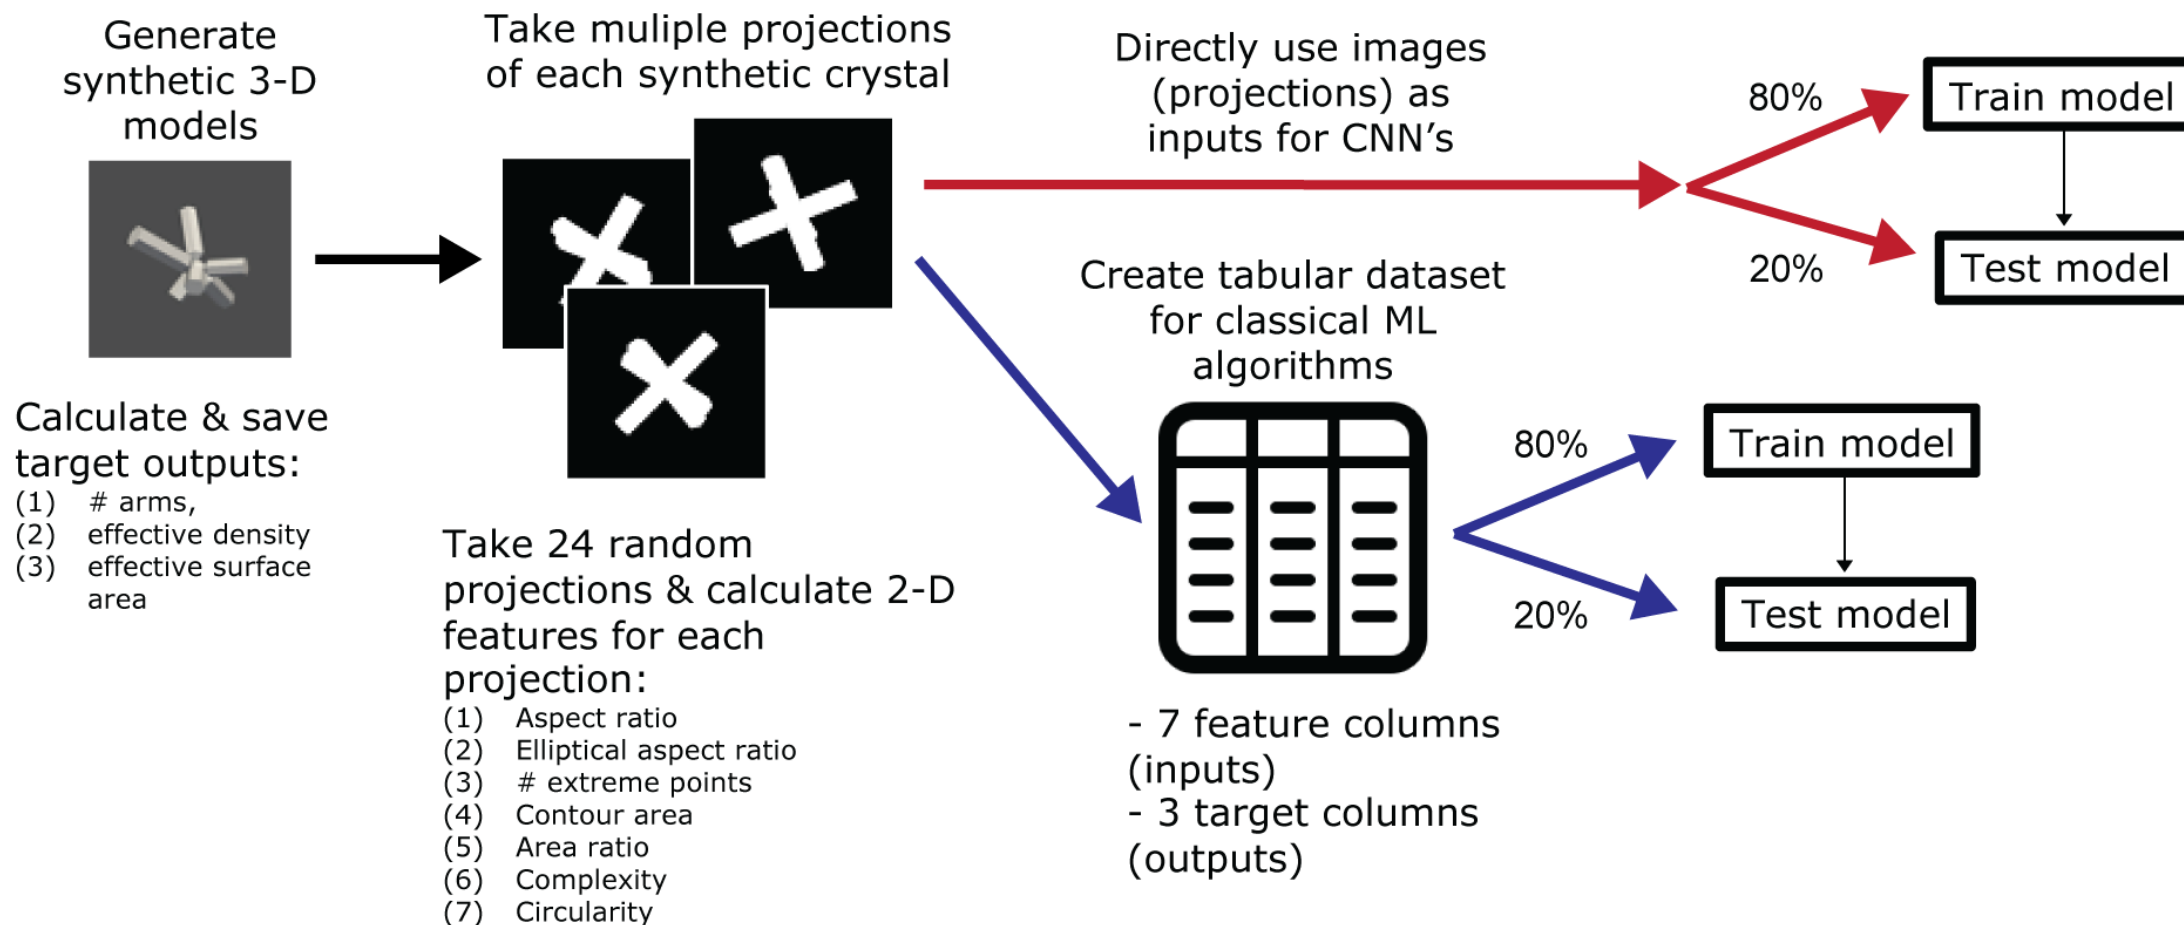 Generate
synthetic 3-D
models
Calculate & save
target outputs:
(1) # arms,
(2) effective density
(3) effective surface
area
Take muliple projections
of each synthetic crystal
Take 24 random
projections & calculate 2-D
features for each
projection:
(1) Aspect ratio
(2) Elliptical aspect ratio
(3) # extreme points
(4) Contour area
(5) Area ratio
(6) Complexity
(7) Circularity
Directly use images
(projections) as
inputs for CNN’s
80%
Train model
20%
Test model
Create tabular dataset
for classical ML
algorithms
- 7 feature columns
(inputs)
- 3 target columns
(outputs)
80%
Train model
20%
Test model